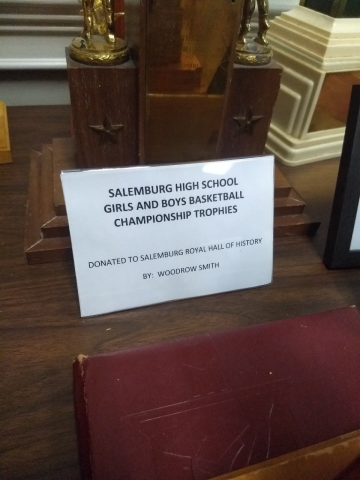 SALEMBURG HIGH SCHOOL
GIRLS AND BOYS BASKETBALL
CHAMPIONSHIP TROPHIES
DONATED TO SALEMBURG ROYAL HALL OF HISTORY
BY: WOODROW SMITH